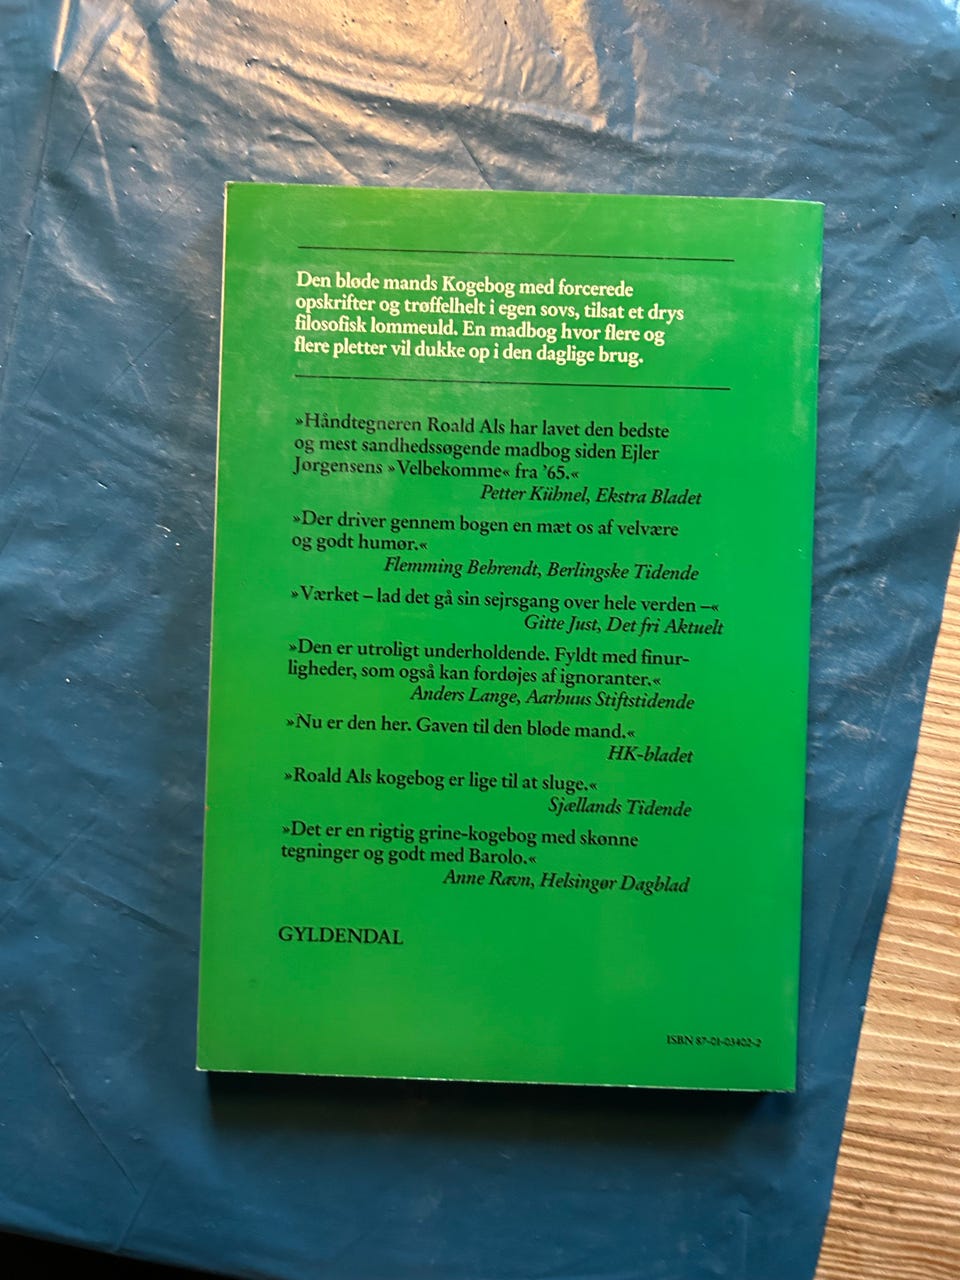 Den bløde mands Kogebog med forcerede
opskrifter og trøffelhelt i egen sovs, tilsat et drys
filosofisk lommeuld. En madbog hvor flere og
flere pletter vil dukke op i den daglige brug.
»Håndtegneren Roald Als har lavet den bedste
og mest sandhedssøgende madbog siden Ejler
Jørgensens »Velbekomme« fra '65.«
Petter Kühnel, Ekstra Bladet
»Der driver gennem bogen en mæt os af velvære
og godt humør.«
Flemming Behrendt, Berlingske Tidende
»Værket – lad det gå sin sejrsgang over hele verden –«
Gitte Just, Det fri Aktuelt
»Den er utroligt underholdende. Fyldt med finur-
ligheder, som også kan fordøjes af ignoranter.«
Anders Lange, Aarhuus Stiftstidende
»Nu er den her. Gaven til den bløde mand.«
HK-bladet
»Roald Als kogebog er lige til at sluge.«
Sjællands Tidende
»Det er en rigtig grine-kogebog med skønne
tegninger og godt med Barolo.«
Anne Ravn, Helsingør Dagblad
GYLDENDAL
ISBN 87-01-03402-2